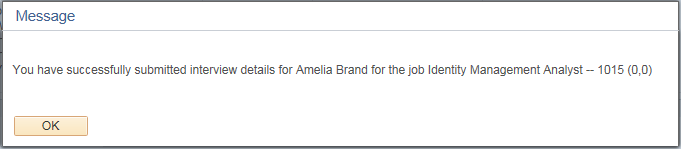 Message
You have successfully submitted interview details for Amelia Brand for the job Identity Management Analyst -- 1015 (0,0)
OK